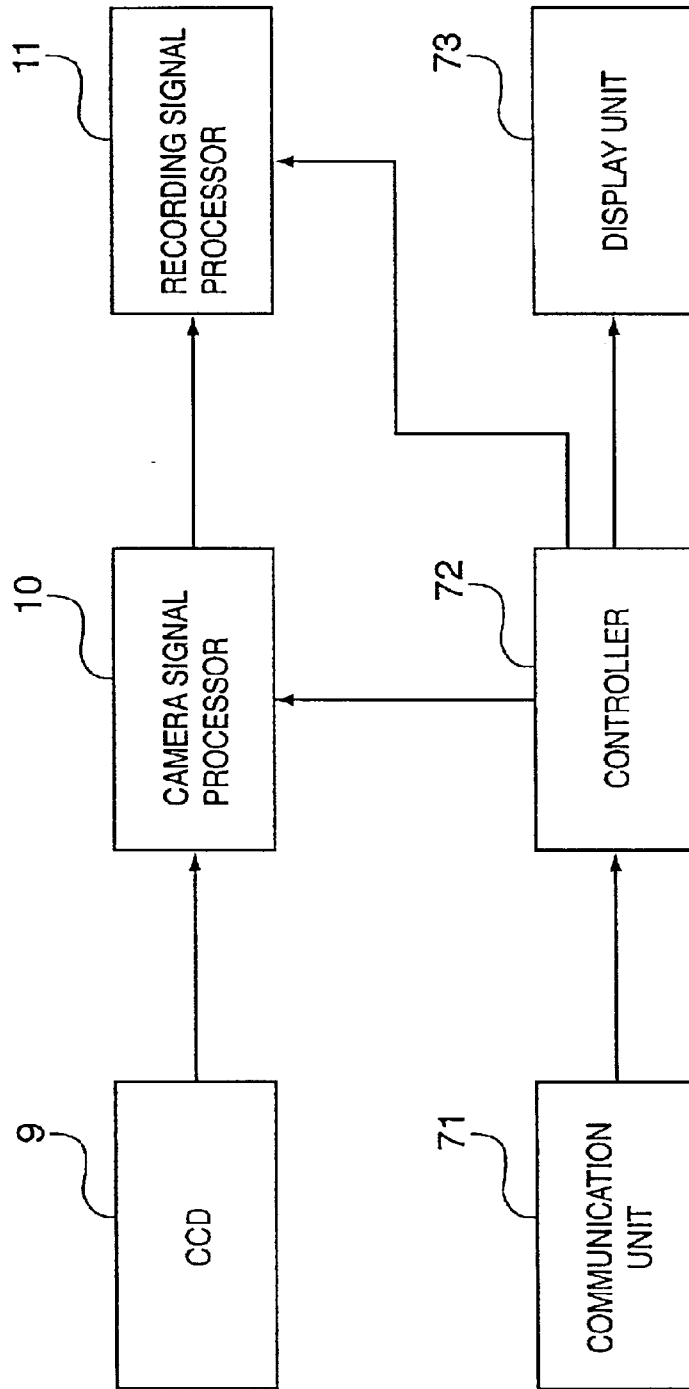 9
CCD
10
CAMERA SIGNAL
PROCESSOR
11
RECORDING SIGNAL
PROCESSOR
71
COMMUNICATION
UNIT
72
CONTROLLER
73
DISPLAY UNIT